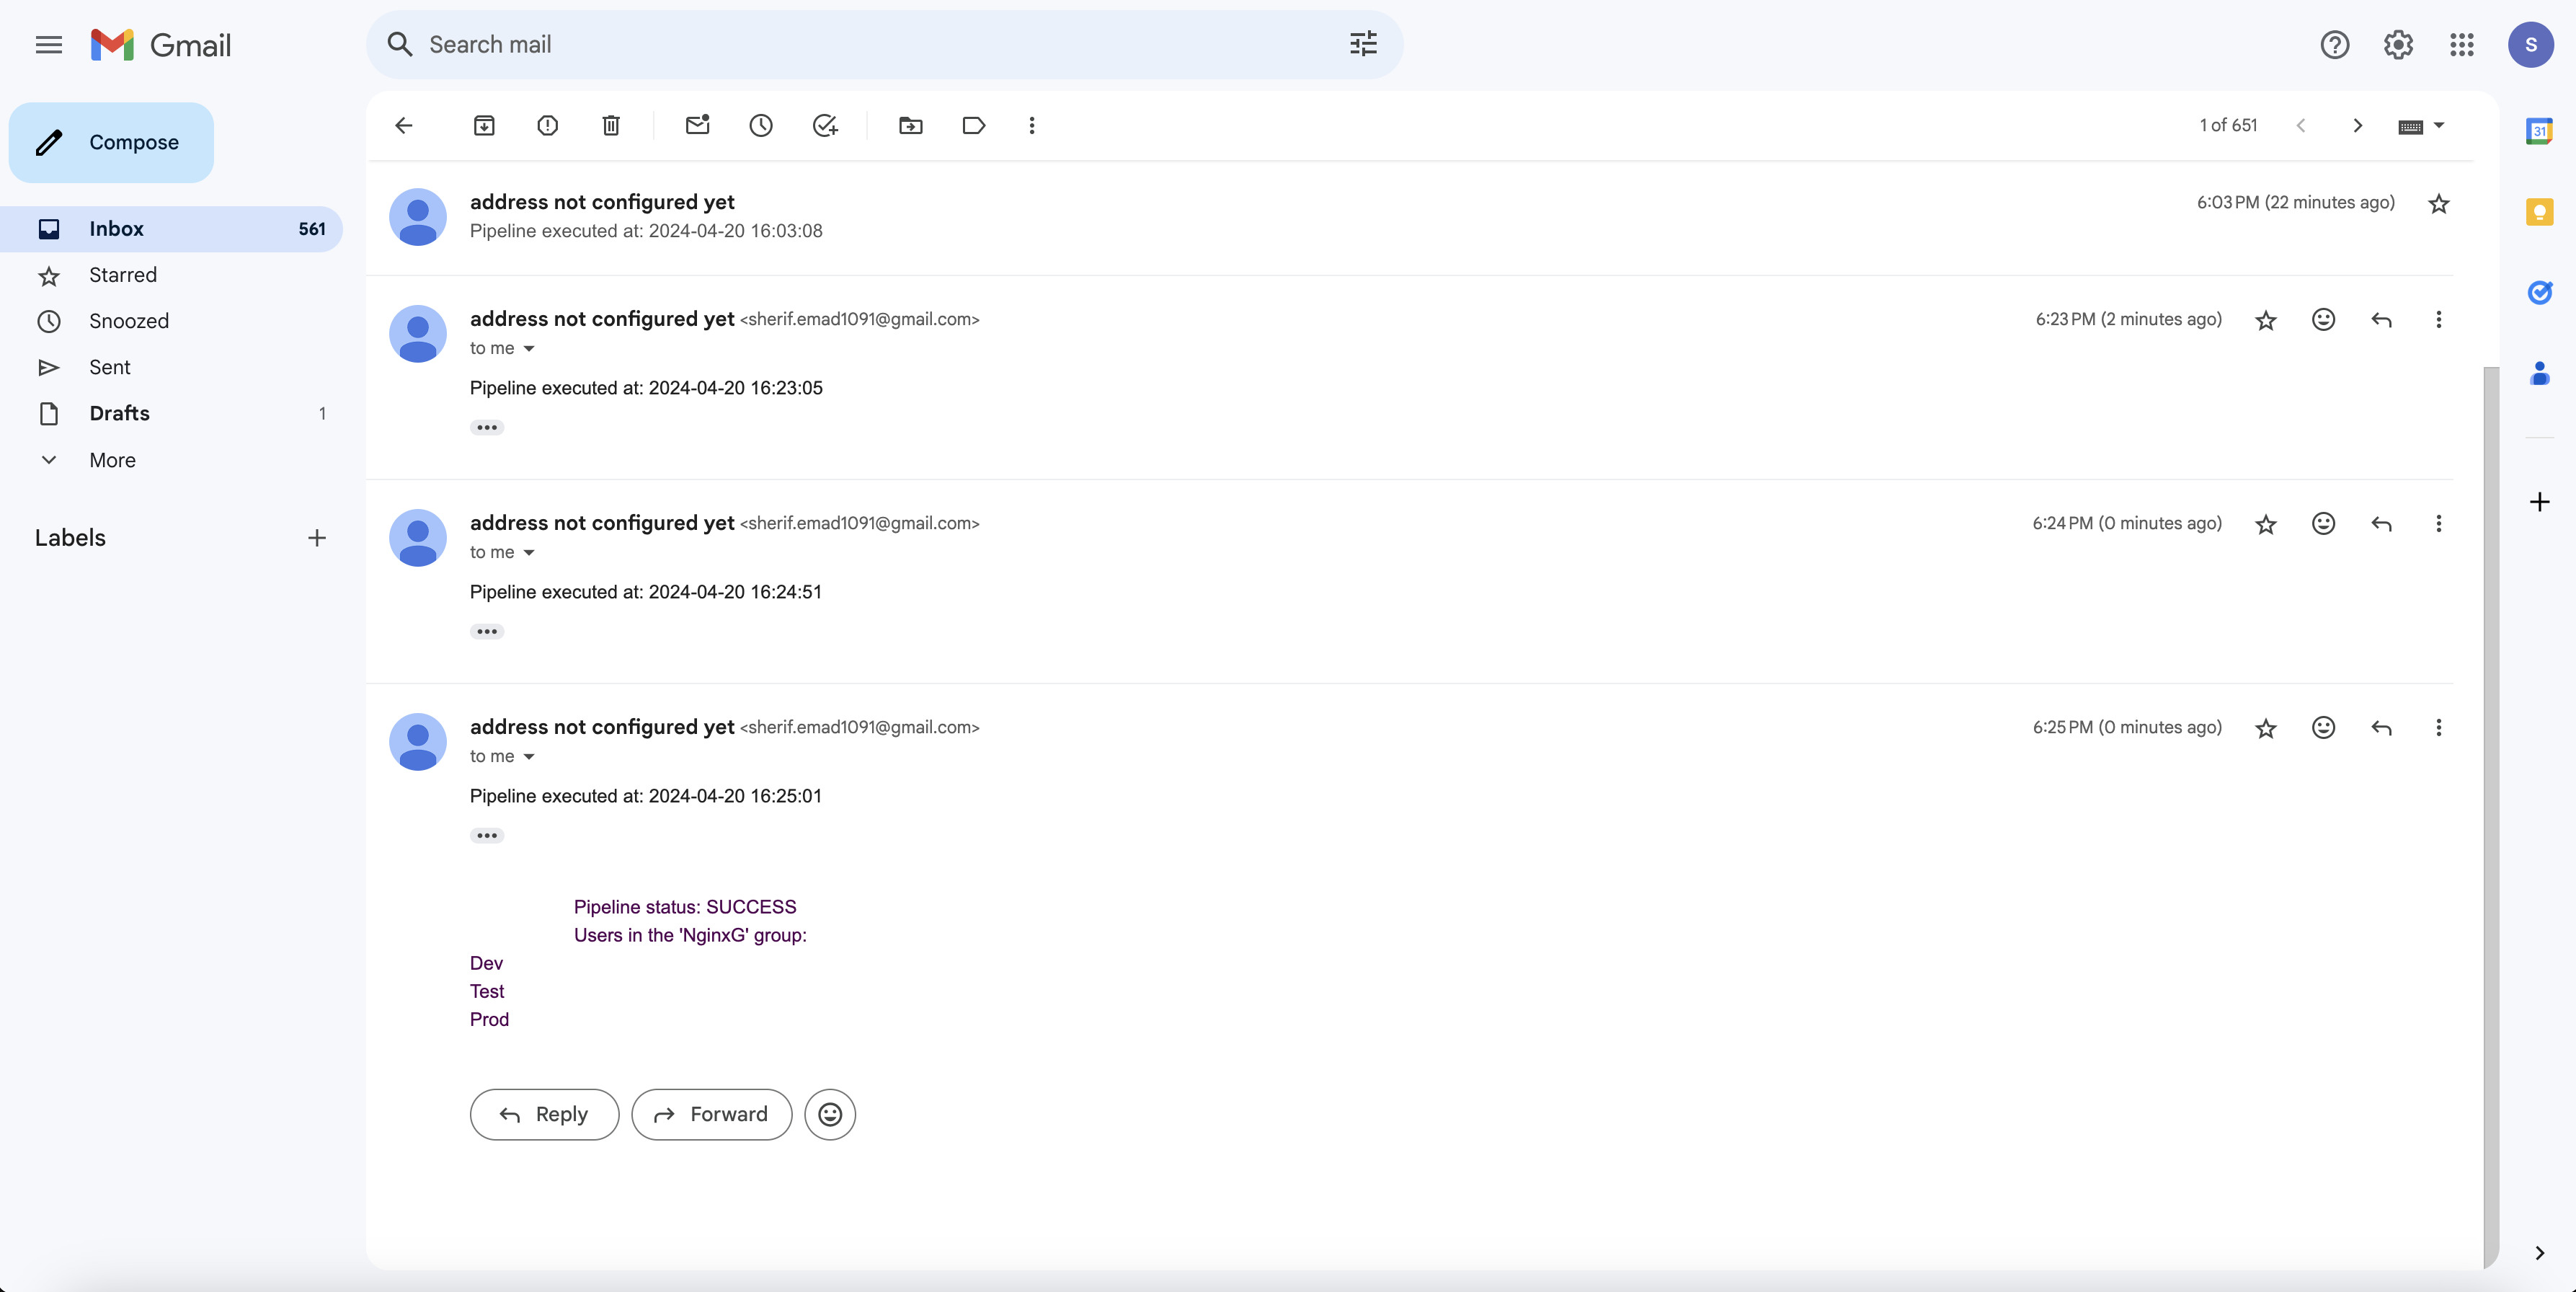 Gmail
Search mail
S
Compose
Inbox 561
Starred
Snoozed
Sent
Drafts 1
More
Labels
1 of 651
31
address not configured yet 6:03 PM (22 minutes ago)
Pipeline executed at: 2024-04-20 16:03:08
address not configured yet <sherif.emad1091@gmail.com> 6:23 PM (2 minutes ago)
to me
Pipeline executed at: 2024-04-20 16:23:05
address not configured yet <sherif.emad1091@gmail.com> 6:24 PM (0 minutes ago)
to me
Pipeline executed at: 2024-04-20 16:24:51
address not configured yet <sherif.emad1091@gmail.com> 6:25 PM (0 minutes ago)
to me
Pipeline executed at: 2024-04-20 16:25:01
Pipeline status: SUCCESS
Users in the 'NginxG' group:
Dev
Test
Prod
Reply
Forward